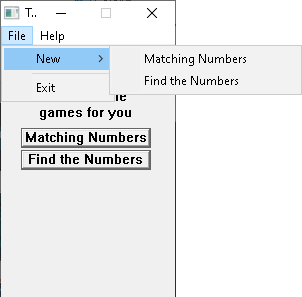 T...
File Help
New
Matching Numbers
Find the Numbers
Exit
games for you
Matching Numbers
Find the Numbers